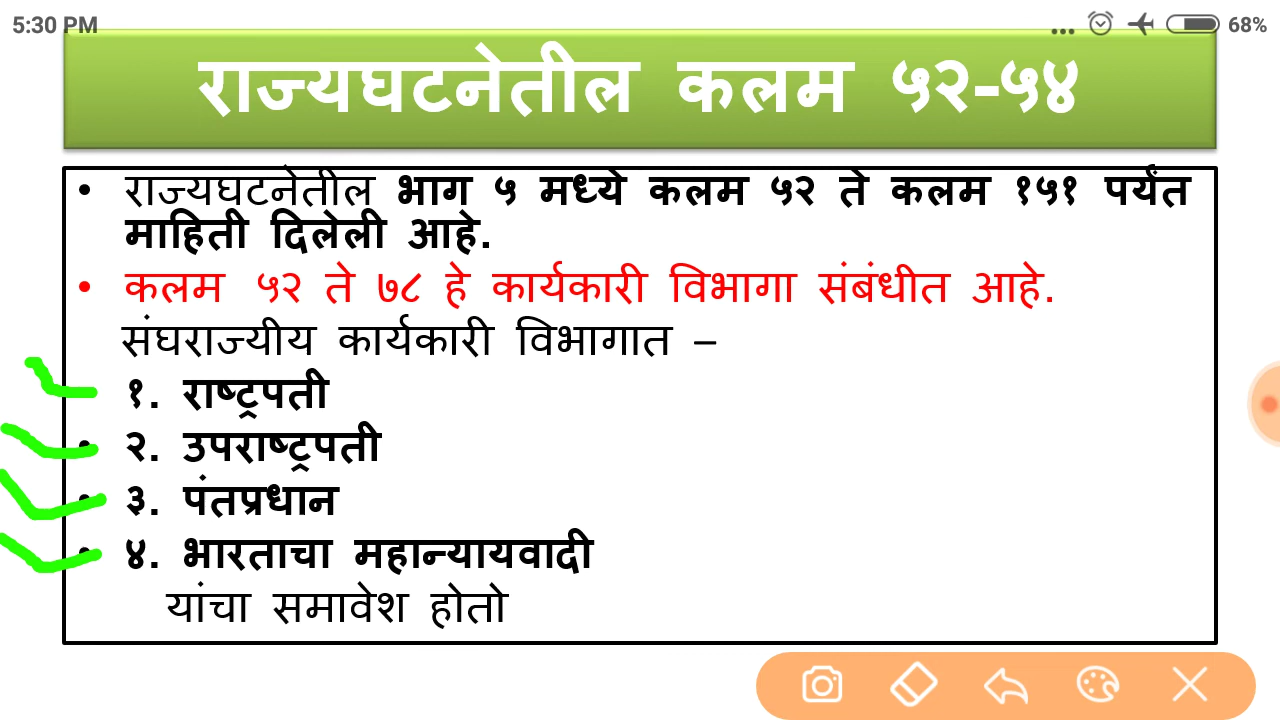 5:30 PM
68%
राज्यघटनेतील कलम ५२-५४
• राज्यघटनेतील भाग ५ मध्ये कलम ५२ ते कलम १५१ पर्यंत
माहिती दिलेली आहे.
• कलम ५२ ते ७८ हे कार्यकारी विभागा संबंधीत आहे.
संघराज्यीय कार्यकारी विभागात –
१. राष्ट्रपती
• २. उपराष्ट्रपती
• ३. पंतप्रधान
• ४. भारताचा महान्यायवादी
यांचा समावेश होतो